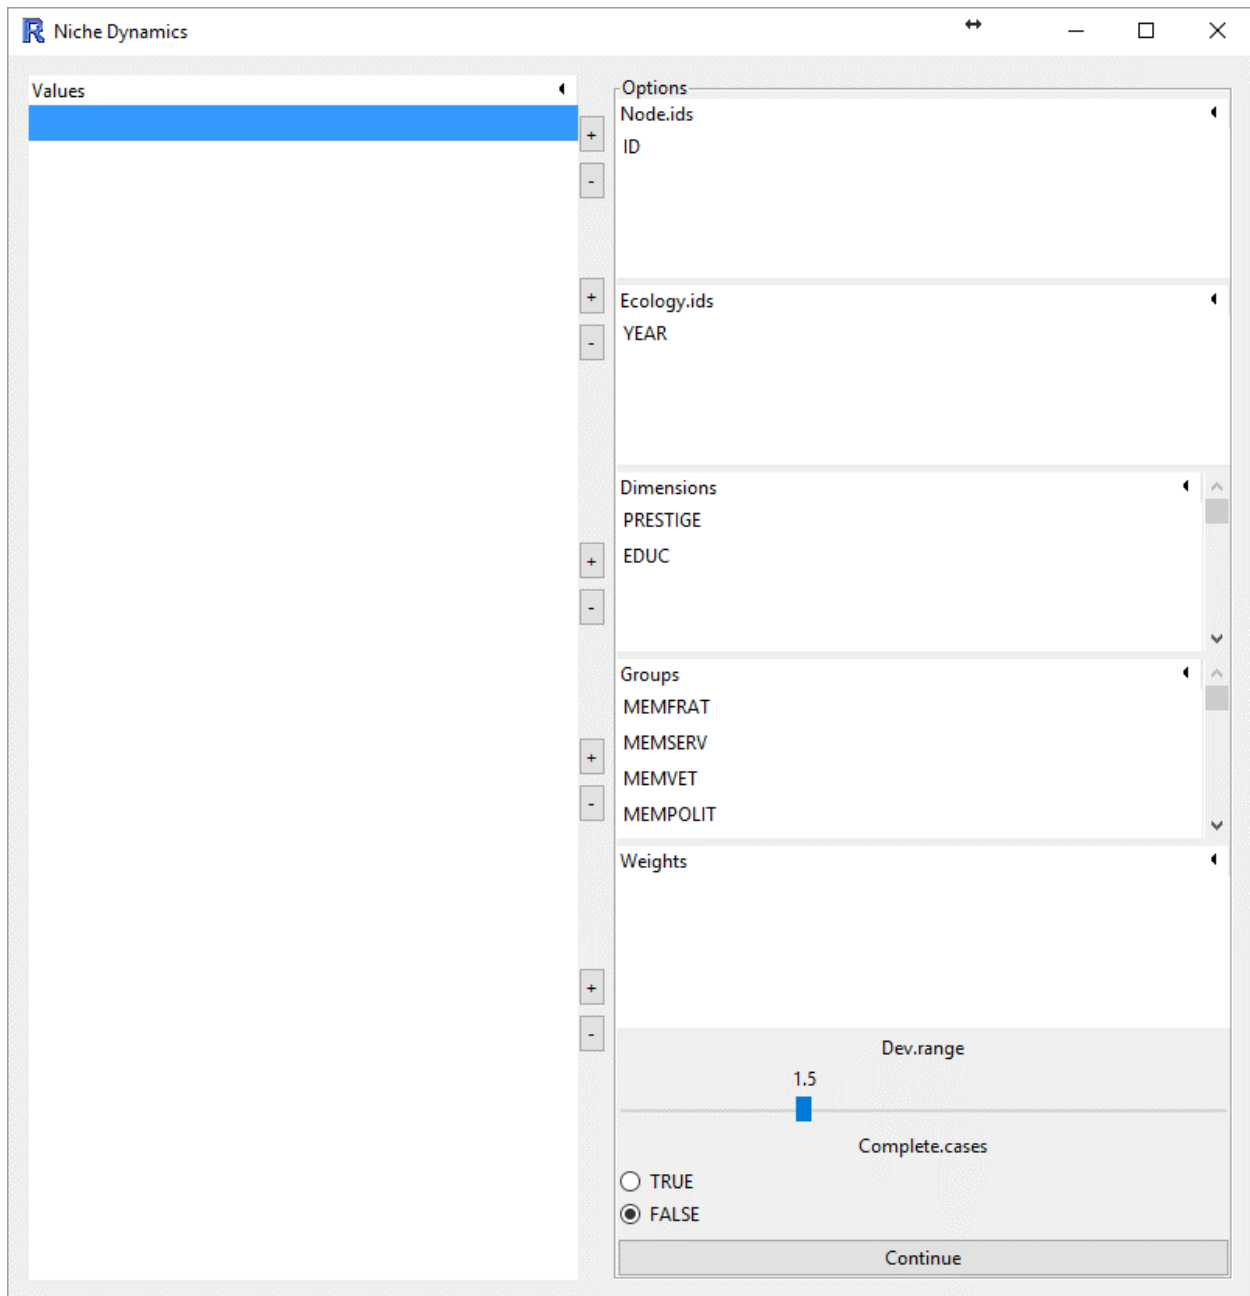 Niche Dynamics
Values
+
-
+
-
+
-
+
-
+
-
Options
Node.ids
ID
Ecology.ids
YEAR
Dimensions
PRESTIGE
EDUC
Groups
MEMFRAT
MEMSERV
MEMVET
MEMPOLIT
Weights
Dev.range
1.5
Complete.cases
TRUE
FALSE
Continue